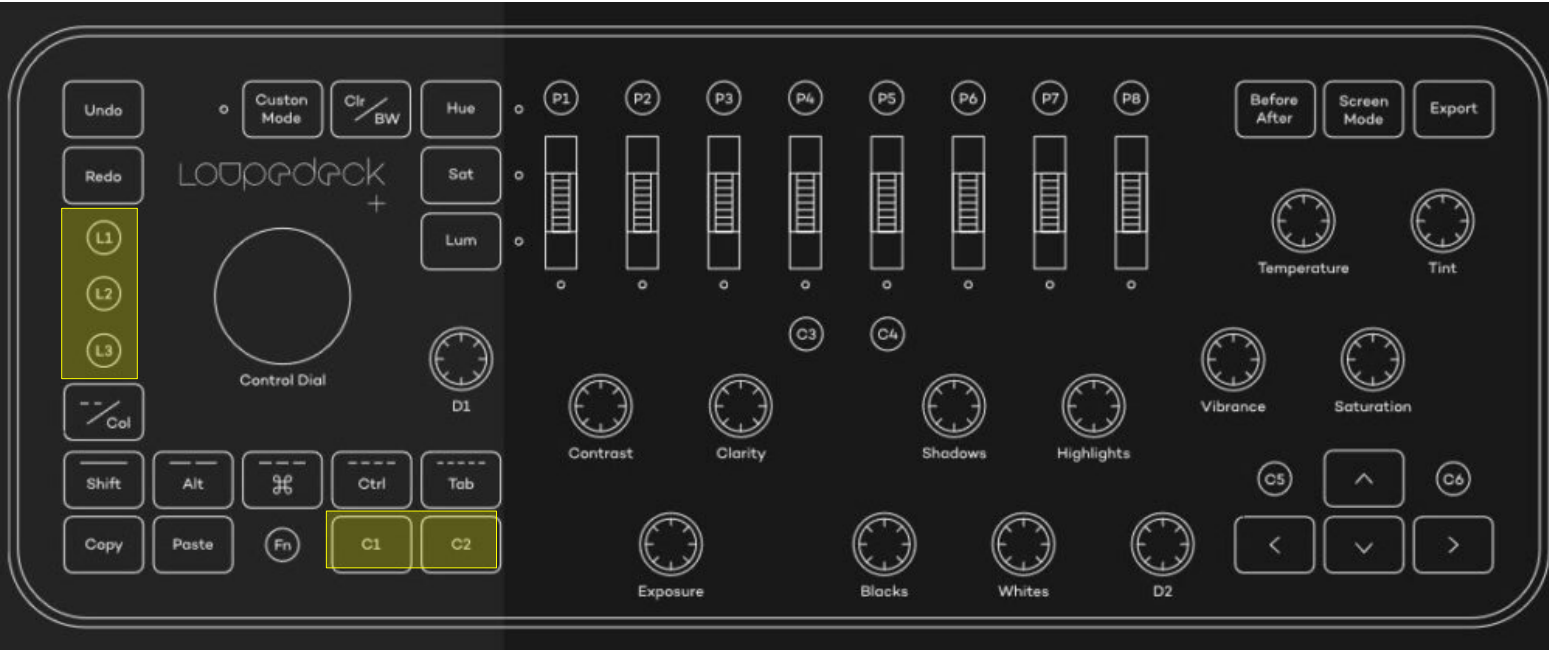 Undo
Custon
Mode
Clr
BW
Hue
P1
P2
P3
P4
P5
P6
P7
P8
Before
After
Screen
Mode
Export
Redo
Loupedeck
+
Sat
L1
Lum
L2
Temperature
Tint
L3
C3
C4
Control Dial
D1
Col
Vibrance
Saturation
Contrast
Clarity
Shadows
Highlights
Shift
Alt
⌘
Ctrl
Tab
C5
C6
Copy
Paste
Fn
C1
C2
Exposure
Blacks
Whites
D2